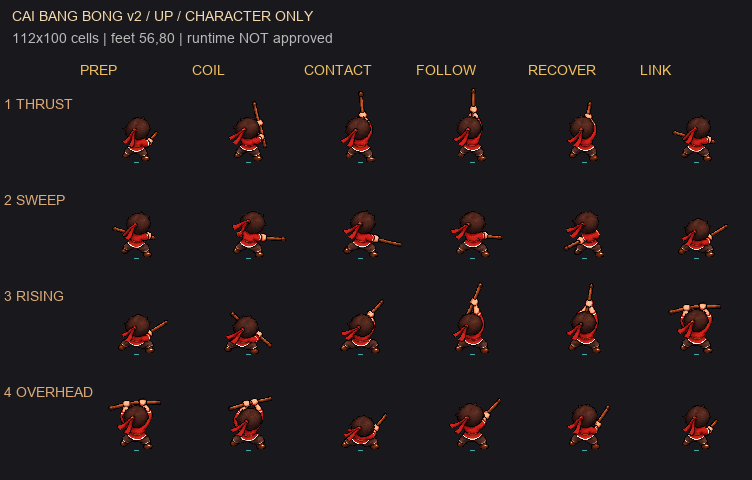 CAI BANG BONG v2 / UP / CHARACTER ONLY
112x100 cells | feet 56,80 | runtime NOT approved
PREP COIL CONTACT FOLLOW RECOVER LINK
1 THRUST
2 SWEEP
3 RISING
4 OVERHEAD